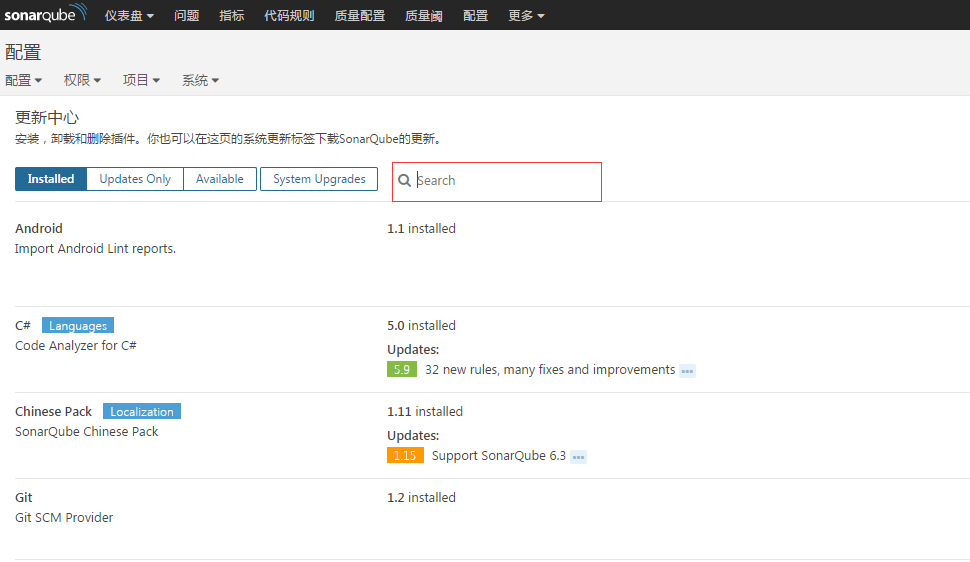 sonarqube 仪表盘 问题 指标 代码规则 质量配置 质量阈 配置 更多
配置
配置 权限 项目 系统
更新中心
安装，卸载和删除插件。你也可以在这页的系统更新标签下载SonarQube的更新。
Installed Updates Only Available System Upgrades Search
Android 1.1 installed
Import Android Lint reports.
C# Languages 5.0 installed
Code Analyzer for C#
Updates:
5.9 32 new rules, many fixes and improvements
Chinese Pack Localization 1.11 installed
SonarQube Chinese Pack
Updates:
1.15 Support SonarQube 6.3
Git 1.2 installed
Git SCM Provider